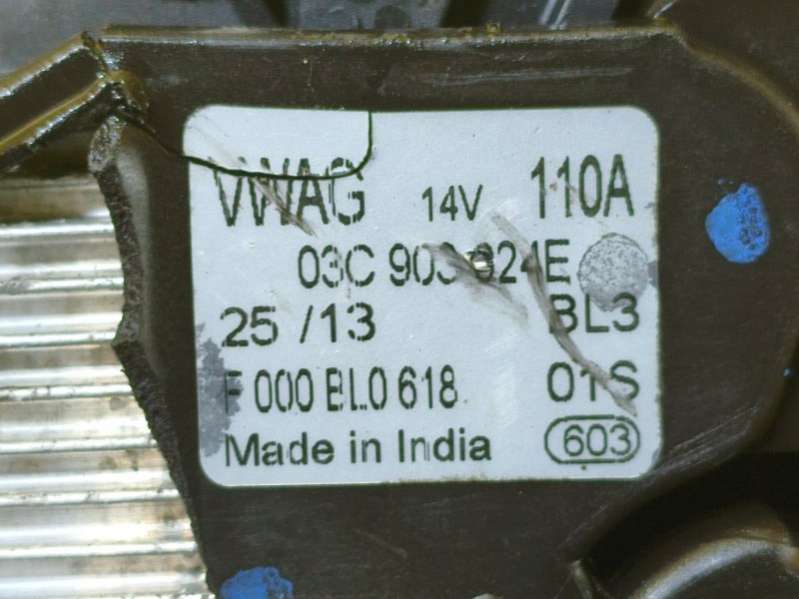 VWAG 14V 110A
03C 903 024E
25 /13 BL3
F 000 BL0 618 01S
Made in India 603